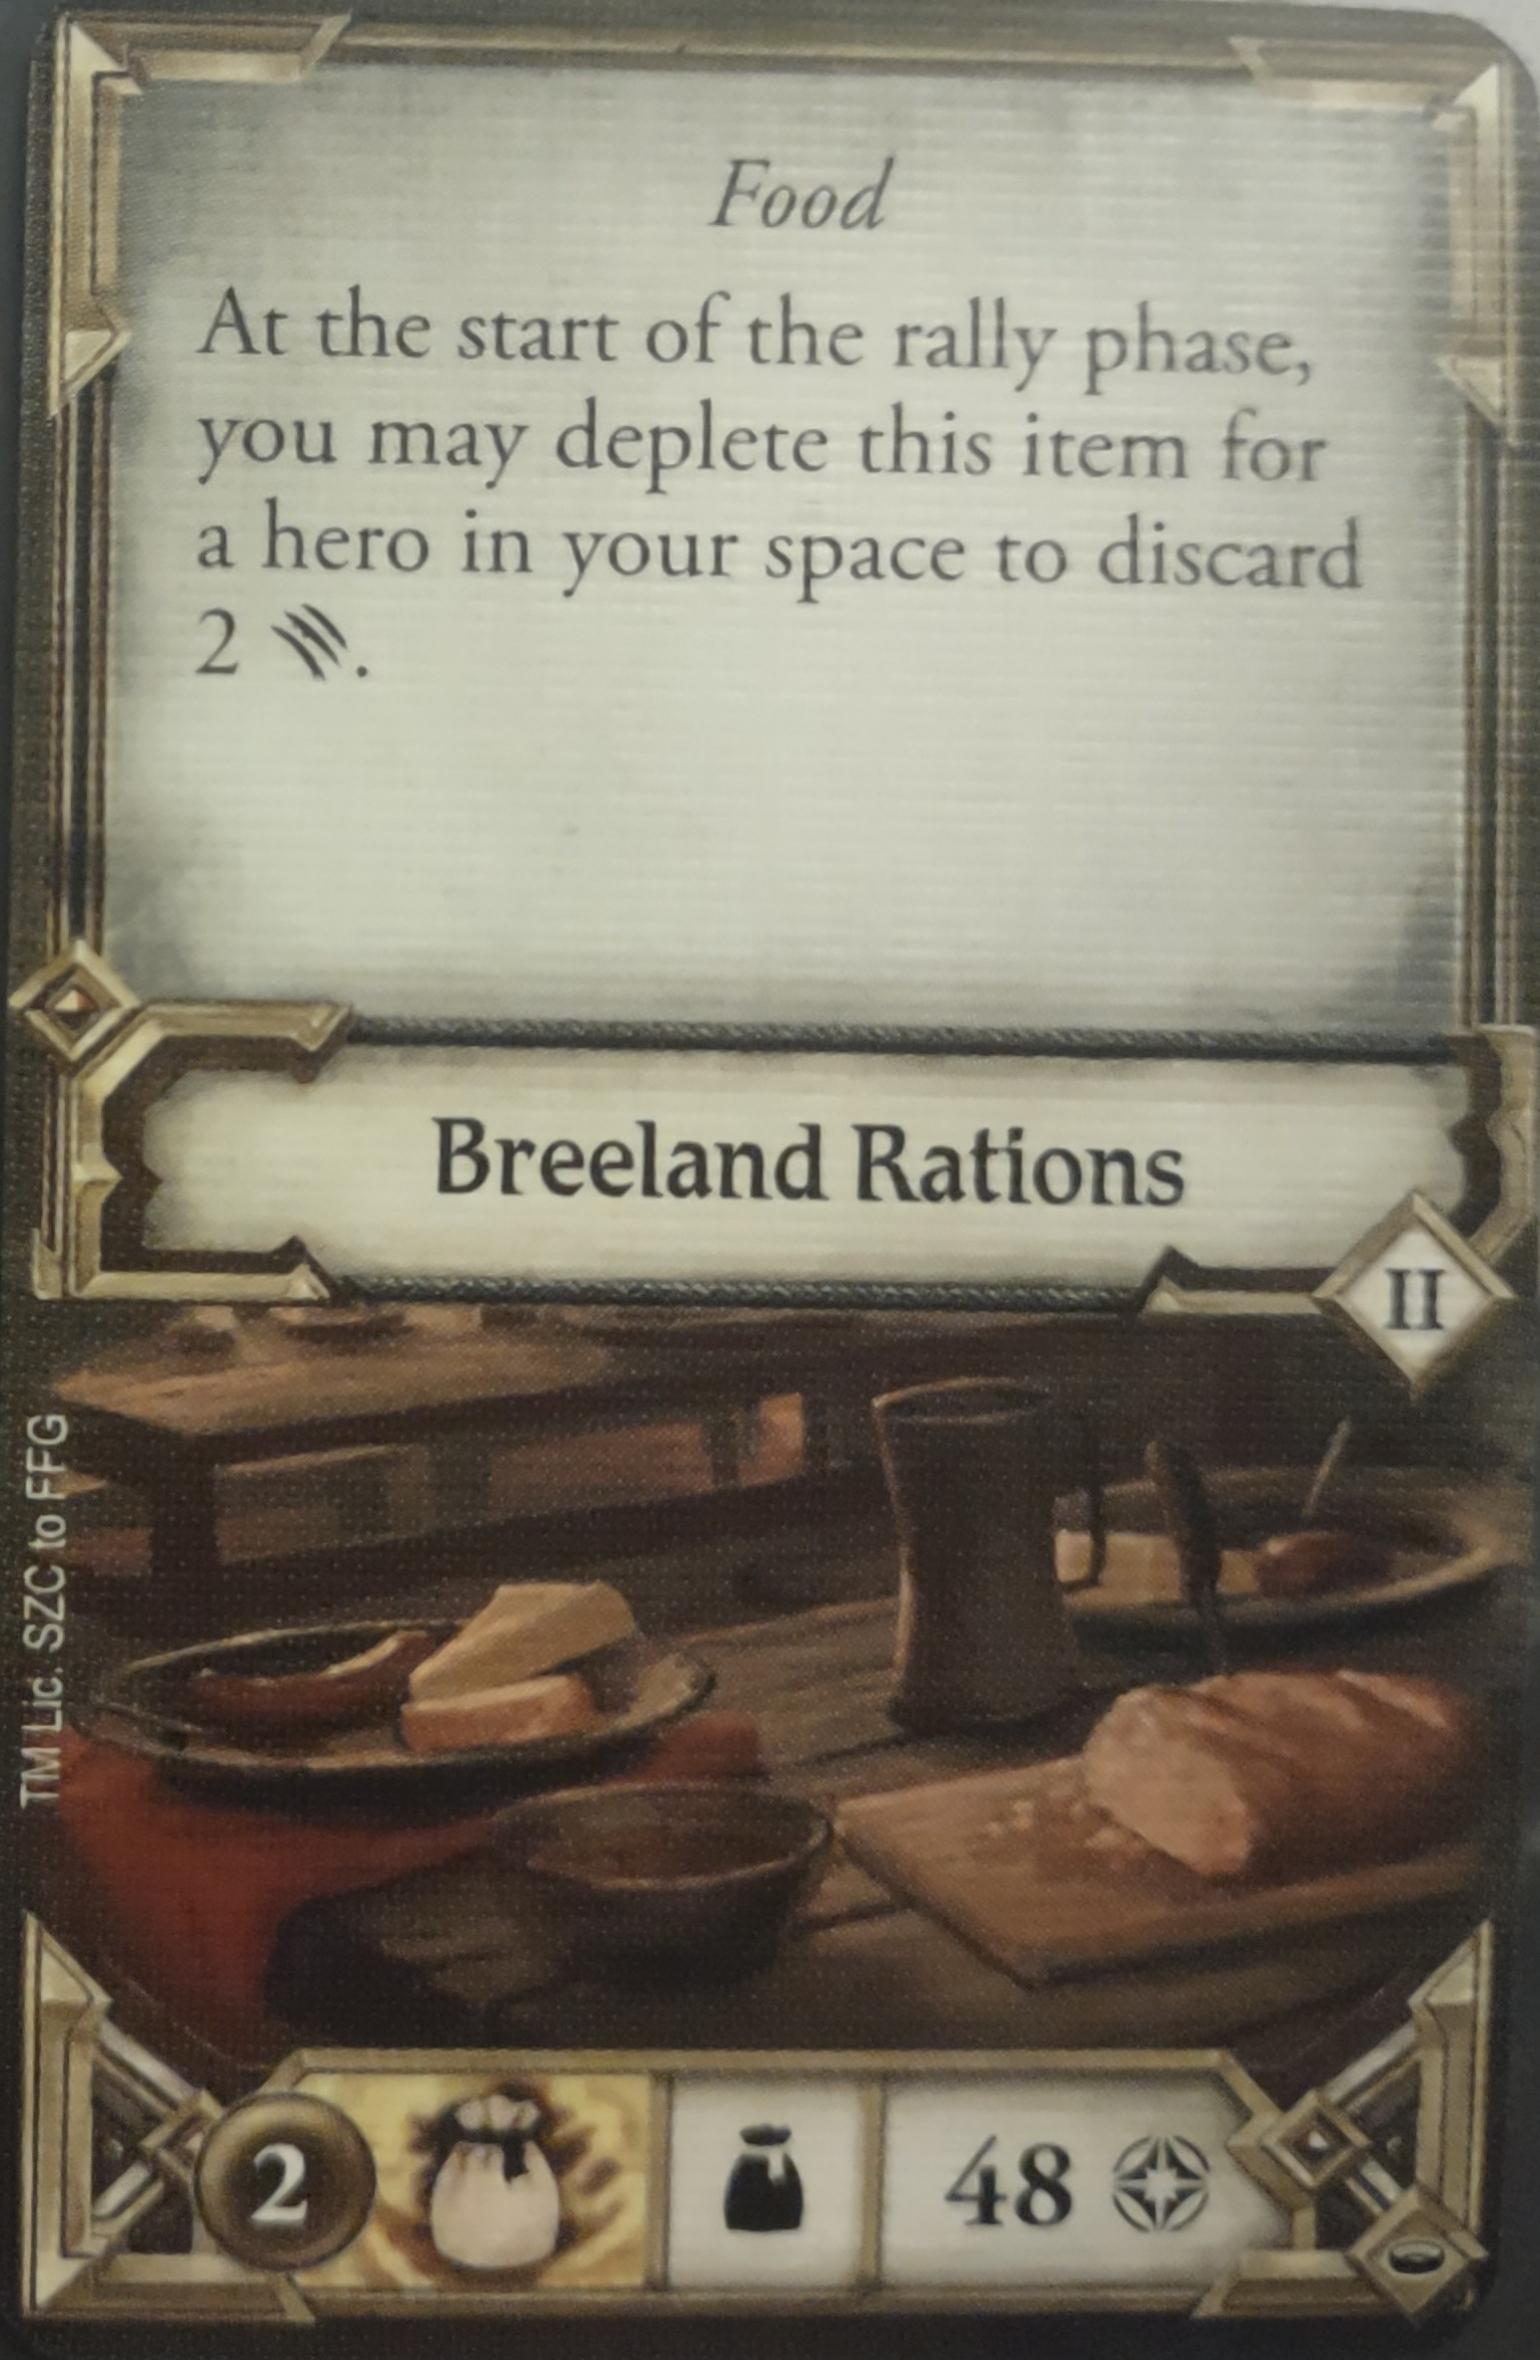 Food
At the start of the rally phase,
you may deplete this item for
a hero in your space to discard
2 .
Breeland Rations
II
TM Lic. SZC to FFG
2
48